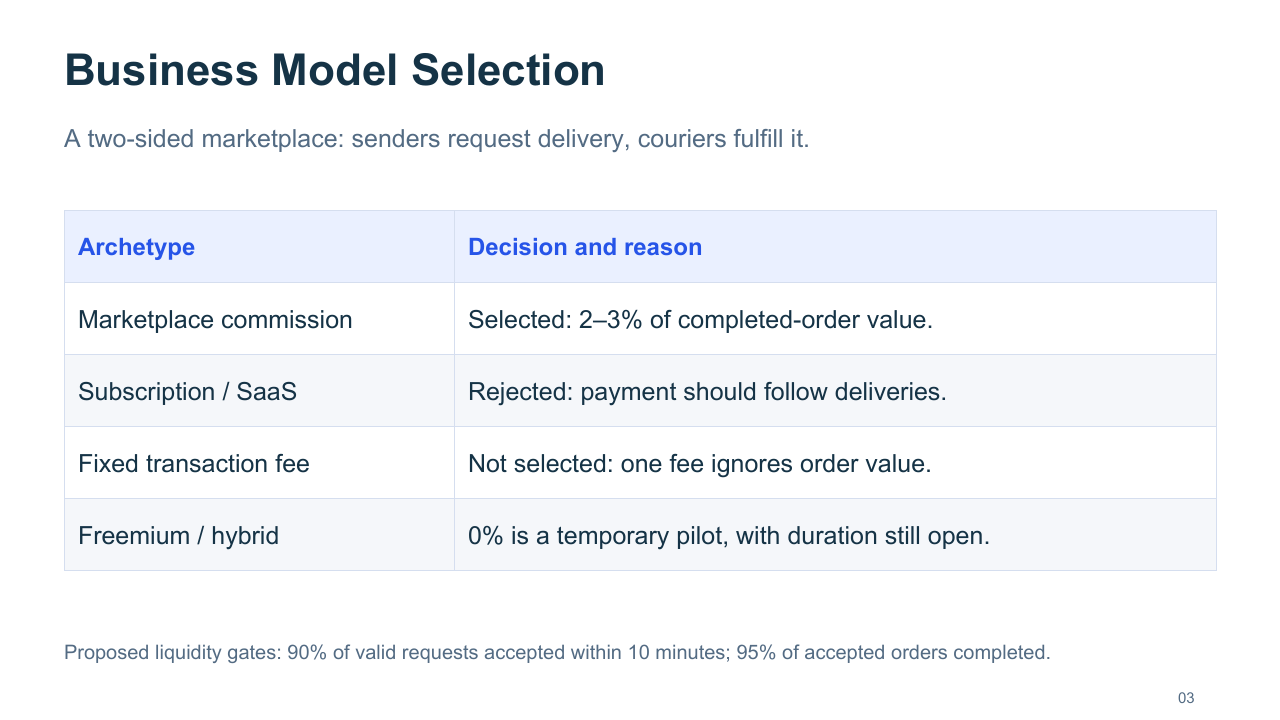 Business Model Selection
A two-sided marketplace: senders request delivery, couriers fulfill it.
Archetype
Decision and reason
Marketplace commission
Selected: 2–3% of completed-order value.
Subscription / SaaS
Rejected: payment should follow deliveries.
Fixed transaction fee
Not selected: one fee ignores order value.
Freemium / hybrid
0% is a temporary pilot, with duration still open.
Proposed liquidity gates: 90% of valid requests accepted within 10 minutes; 95% of accepted orders completed.
03